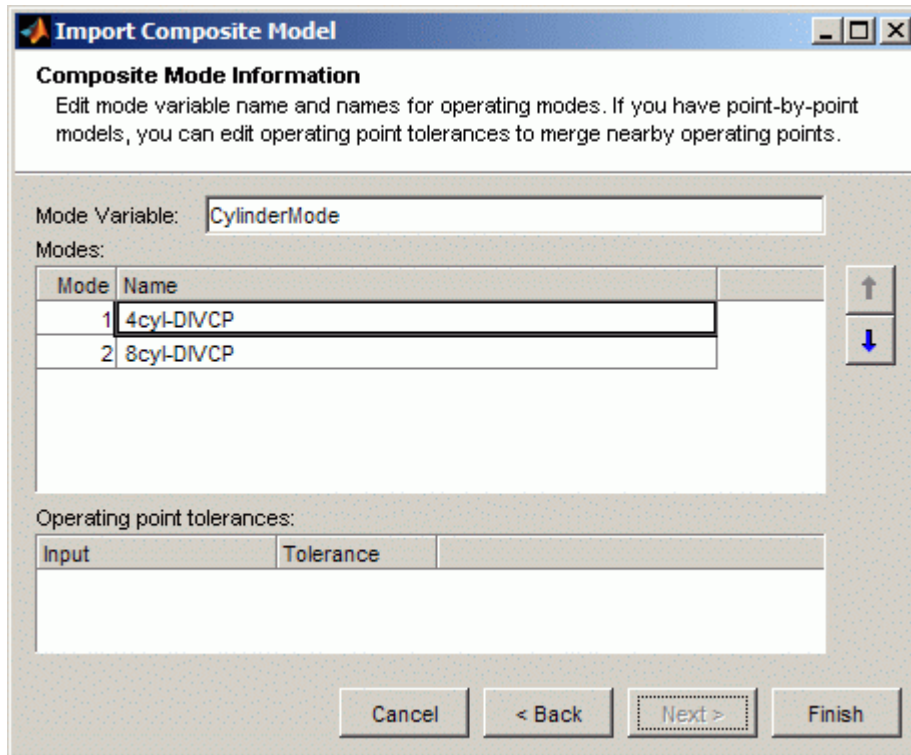 Import Composite Model
Composite Mode Information
Edit mode variable name and names for operating modes. If you have point-by-point
models, you can edit operating point tolerances to merge nearby operating points.
Mode Variable: CylinderMode
Modes:
Mode Name
1 4cyl-DIVCP
2 8cyl-DIVCP
Operating point tolerances:
Input Tolerance
Cancel < Back Next > Finish